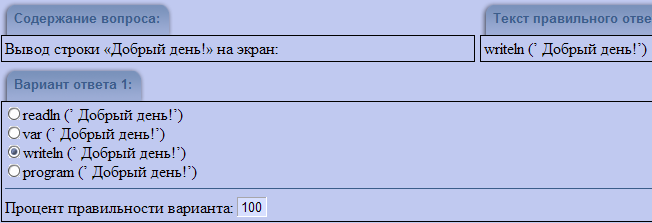 Содержание вопроса:
Текст правильного отве
Вывод строки «Добрый день!» на экран:
writeln (’ Добрый день!’)
Вариант ответа 1:
readln (’ Добрый день!’)
var (’ Добрый день!’)
writeln (’ Добрый день!’)
program (’ Добрый день!’)
Процент правильности варианта: 100